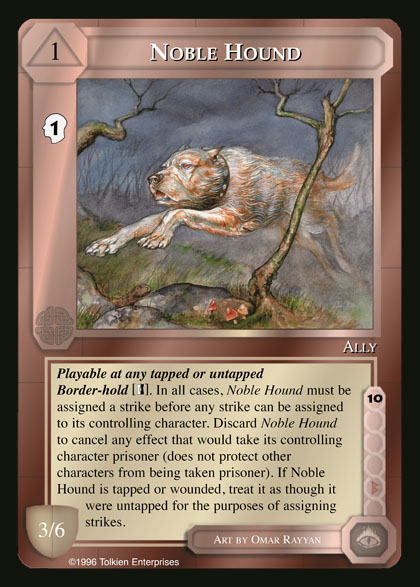 1
NOBLE HOUND
1
ALLY
Playable at any tapped or untapped
Border-hold []. In all cases, Noble Hound must be
assigned a strike before any strike can be assigned
to its controlling character. Discard Noble Hound
to cancel any effect that would take its controlling
character prisoner (does not protect other
characters from being taken prisoner). If Noble
Hound is tapped or wounded, treat it as though it
were untapped for the purposes of assigning
strikes.
10
3/6
ART BY OMAR RAYYAN
©1996 Tolkien Enterprises